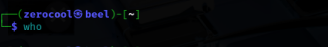 ┌──(zerocool㉿beel)-[~]
└─$ who